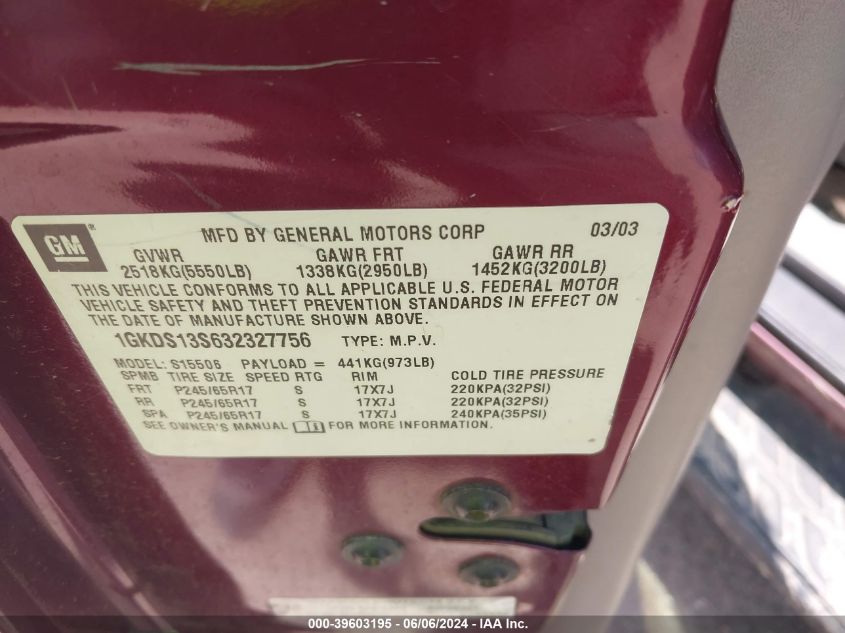 GM ® MFD BY GENERAL MOTORS CORP 03/03
GVWR GAWR FRT GAWR RR
2518KG(5550LB) 1338KG(2950LB) 1452KG(3200LB)
THIS VEHICLE CONFORMS TO ALL APPLICABLE U.S. FEDERAL MOTOR
VEHICLE SAFETY AND THEFT PREVENTION STANDARDS IN EFFECT ON
THE DATE OF MANUFACTURE SHOWN ABOVE.
1GKDS13S632327756 TYPE: M.P.V.
MODEL: S15506 PAYLOAD = 441KG(973LB)
SPMB TIRE SIZE SPEED RTG RIM COLD TIRE PRESSURE
FRT P245/65R17 S 17X7J 220KPA(32PSI)
RR P245/65R17 S 17X7J 220KPA(32PSI)
SPA P245/65R17 S 17X7J 240KPA(35PSI)
SEE OWNER'S MANUAL FOR MORE INFORMATION.
000-39603195 - 06/06/2024 - IAA Inc.